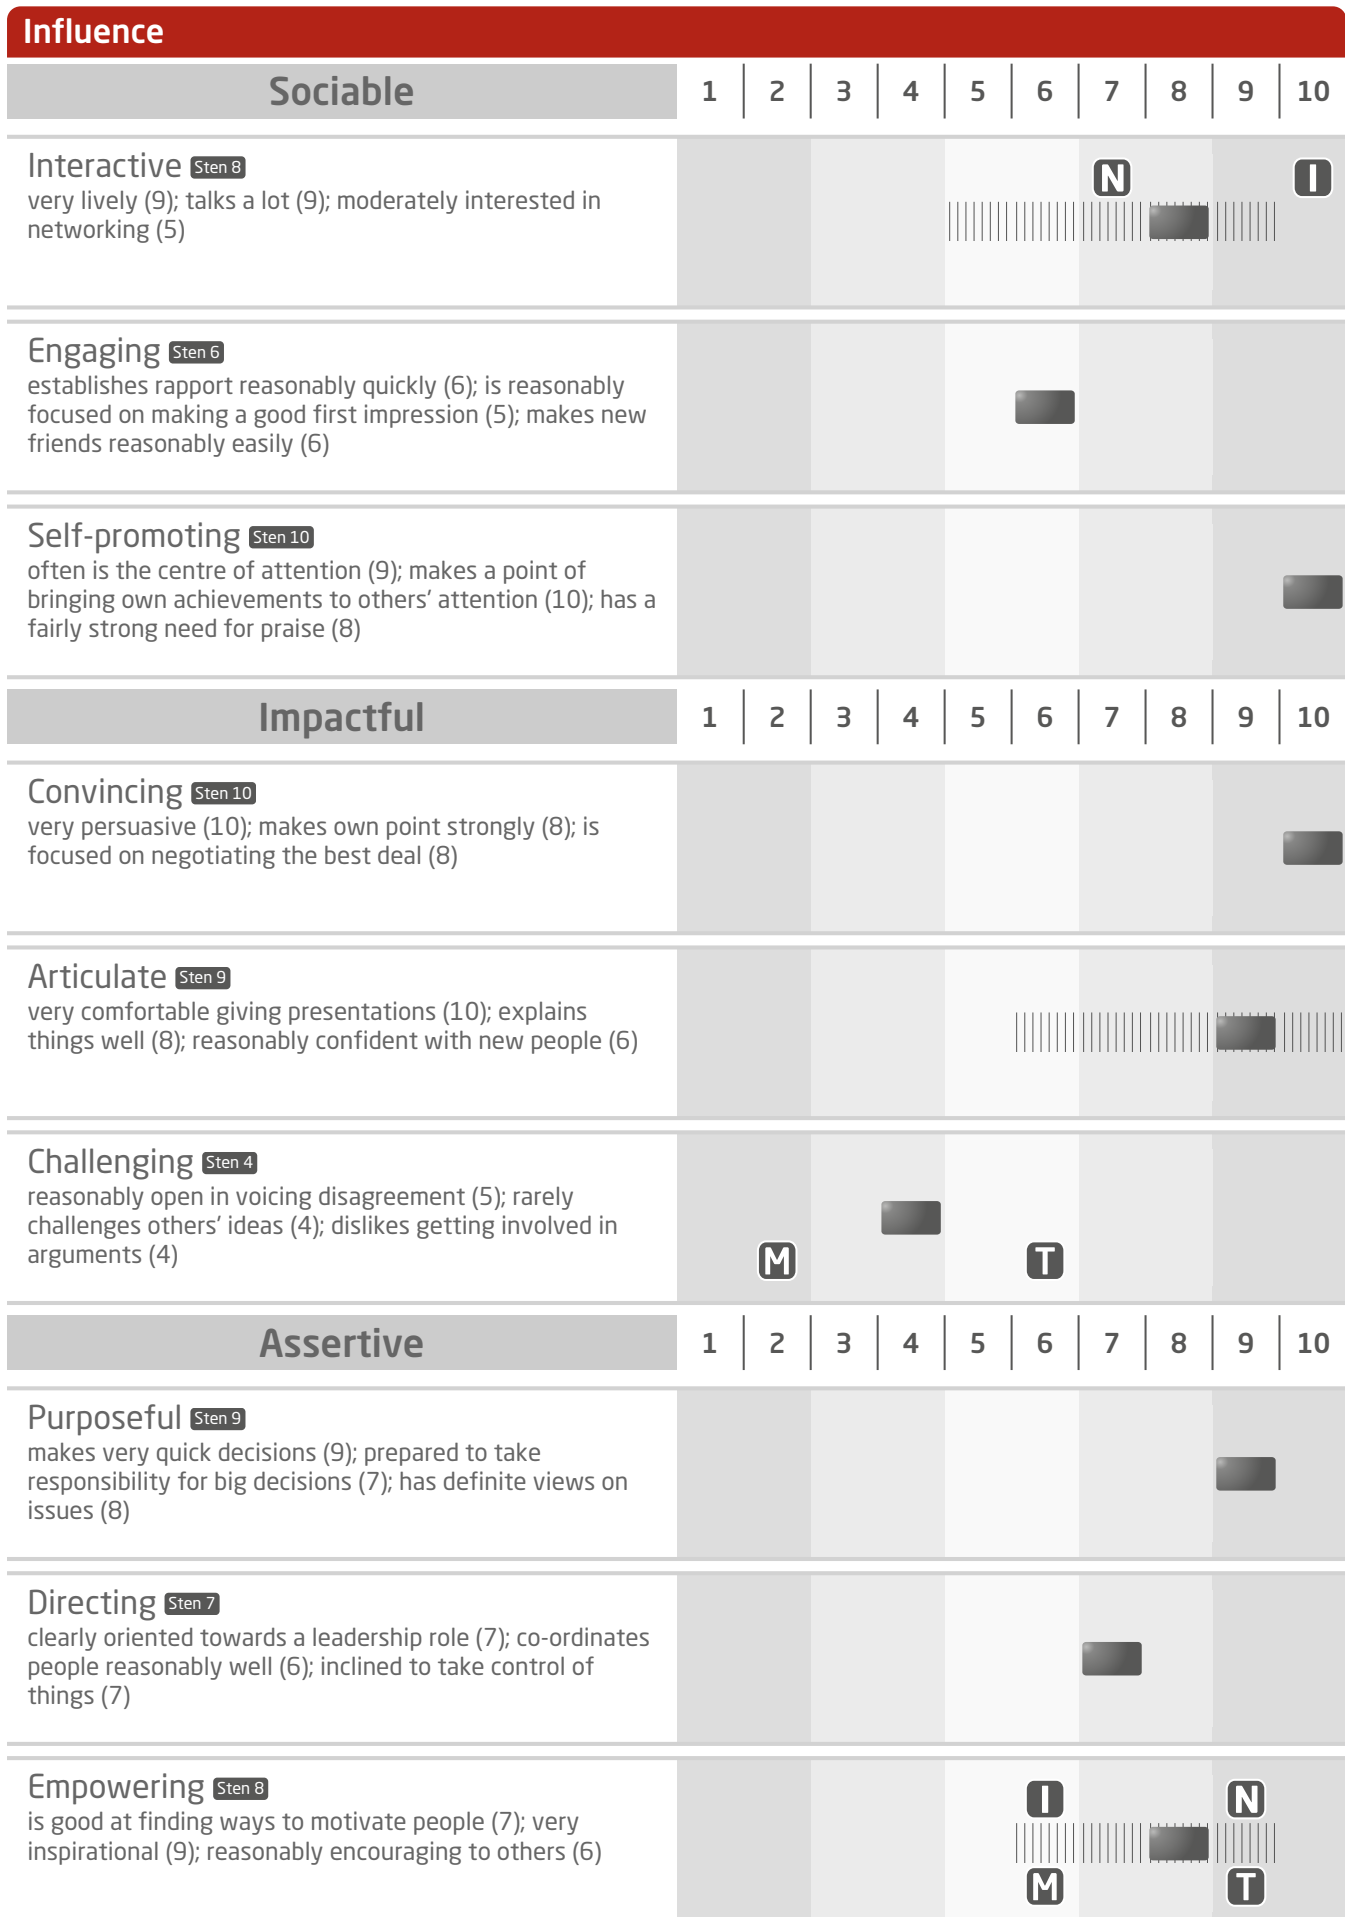 Influence
Sociable 1 2 3 4 5 6 7 8 9 10
Interactive Sten 8
very lively (9); talks a lot (9); moderately interested in
networking (5)
N I
Engaging Sten 6
establishes rapport reasonably quickly (6); is reasonably
focused on making a good first impression (5); makes new
friends reasonably easily (6)
Self-promoting Sten 10
often is the centre of attention (9); makes a point of
bringing own achievements to others’ attention (10); has a
fairly strong need for praise (8)
Impactful 1 2 3 4 5 6 7 8 9 10
Convincing Sten 10
very persuasive (10); makes own point strongly (8); is
focused on negotiating the best deal (8)
Articulate Sten 9
very comfortable giving presentations (10); explains
things well (8); reasonably confident with new people (6)
Challenging Sten 4
reasonably open in voicing disagreement (5); rarely
challenges others’ ideas (4); dislikes getting involved in
arguments (4)
M T
Assertive 1 2 3 4 5 6 7 8 9 10
Purposeful Sten 9
makes very quick decisions (9); prepared to take
responsibility for big decisions (7); has definite views on
issues (8)
Directing Sten 7
clearly oriented towards a leadership role (7); co-ordinates
people reasonably well (6); inclined to take control of
things (7)
Empowering Sten 8
is good at finding ways to motivate people (7); very
inspirational (9); reasonably encouraging to others (6)
I N
M T